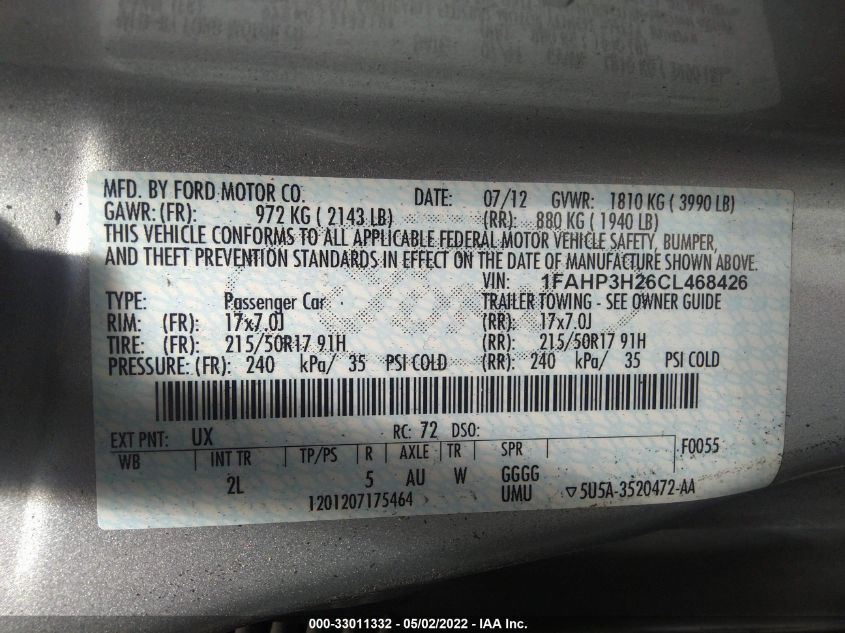 MFD. BY FORD MOTOR CO. DATE: 07/12 GVWR: 1810 KG ( 3990 LB)
GAWR: (FR): 972 KG ( 2143 LB) (RR): 880 KG ( 1940 LB)
THIS VEHICLE CONFORMS TO ALL APPLICABLE FEDERAL MOTOR VEHICLE SAFETY, BUMPER,
AND THEFT PREVENTION STANDARDS IN EFFECT ON THE DATE OF MANUFACTURE SHOWN ABOVE.
VIN: 1FAHP3H26CL468426
TYPE: Passenger Car TRAILER TOWING - SEE OWNER GUIDE
RIM: (FR): 17x7.0J (RR): 17x7.0J
TIRE: (FR): 215/50R17 91H (RR): 215/50R17 91H
PRESSURE: (FR): 240 kPa/ 35 PSI COLD (RR): 240 kPa/ 35 PSI COLD
EXT PNT: UX RC: 72 DSO:
WB INT TR TP/PS R AXLE TR SPR F0055
2L 5 AU W GGGG
1201207175464 UMU ▽5U5A-3520472-AA
000-33011332 - 05/02/2022 - IAA Inc.